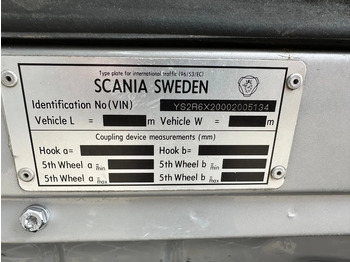 Type plate for international traffic (96/53/EC)
SCANIA SWEDEN
Identification No (VIN) YS2R6X20002005134
Vehicle L = m Vehicle W = m
Coupling device measurements (mm)
Hook a= Hook b=
5th Wheel a min 5th Wheel b min
5th Wheel a max 5th Wheel b max